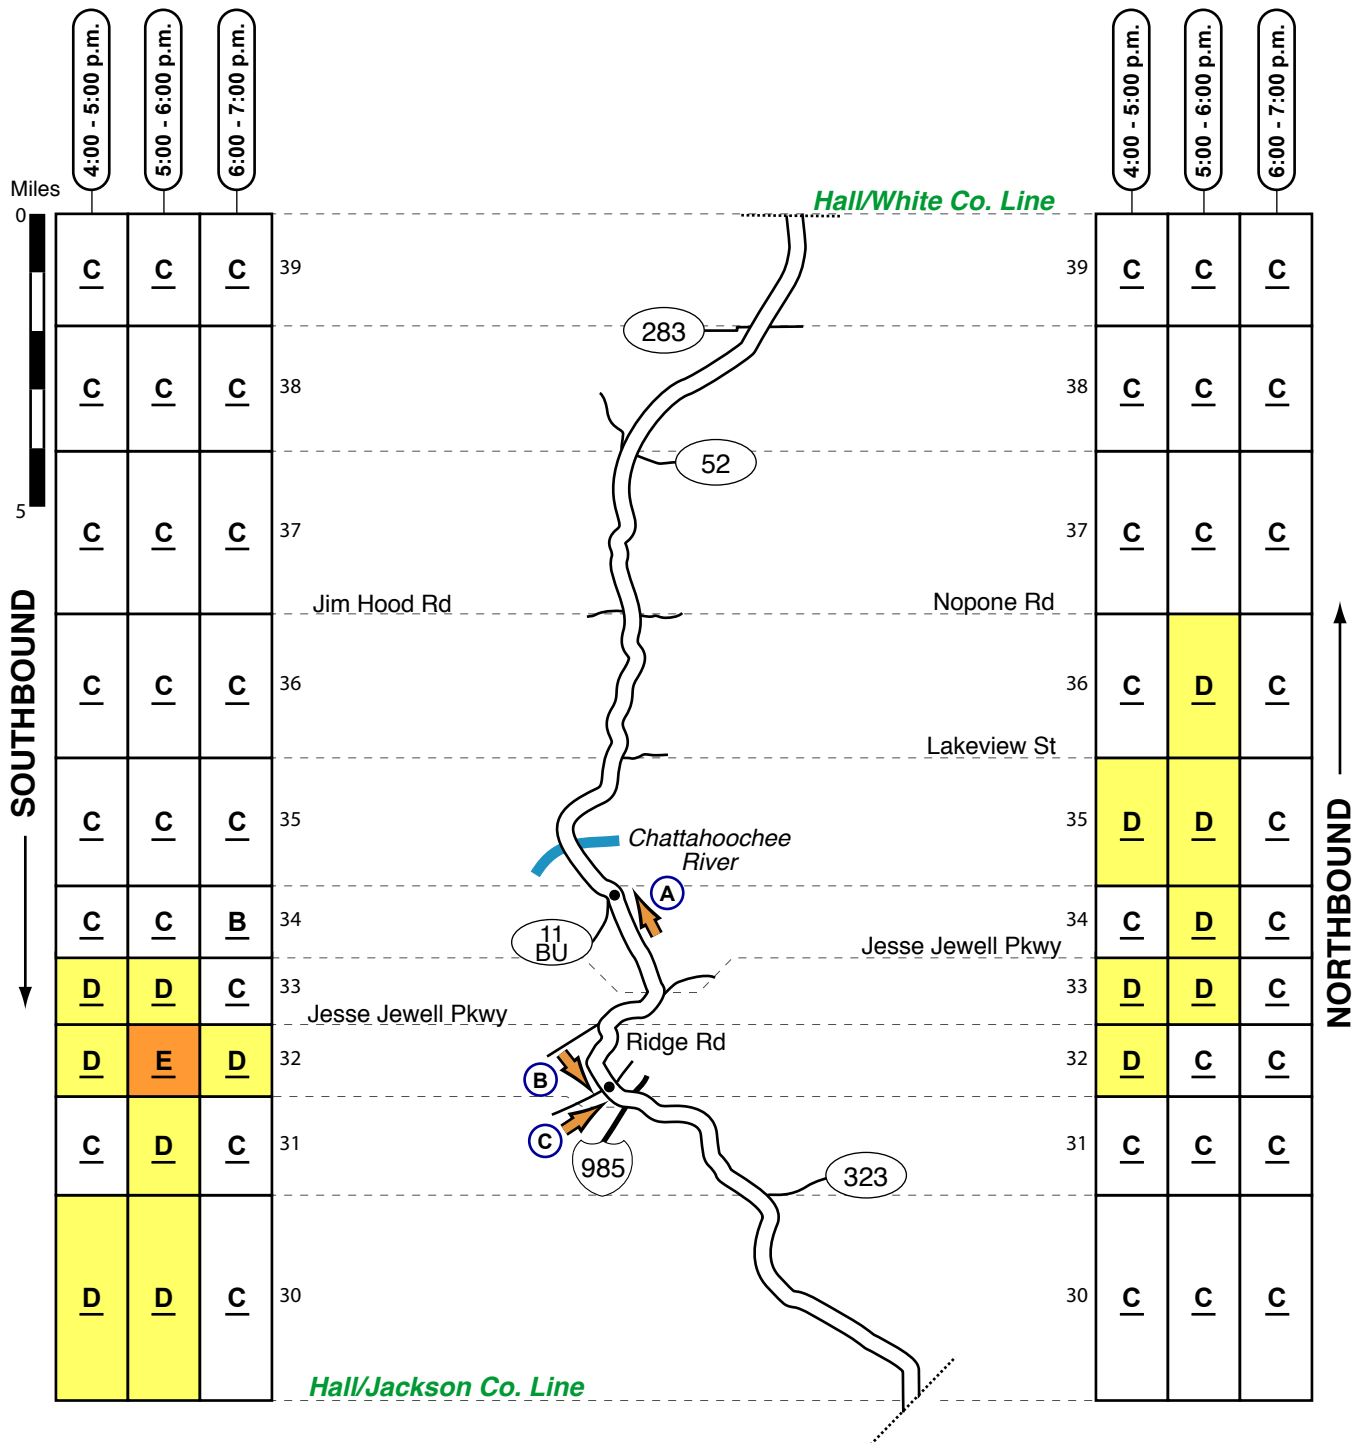 4:00 - 5:00 p.m.
5:00 - 6:00 p.m.
6:00 - 7:00 p.m.
4:00 - 5:00 p.m.
5:00 - 6:00 p.m.
6:00 - 7:00 p.m.
Miles
0
5
Hall/White Co. Line
C C C 39
39 C C C
283
C C C 38
38 C C C
52
C C C 37
37 C C C
Jim Hood Rd
Nopone Rd
C C C 36
36 C D C
Lakeview St
SOUTHBOUND
NORTHBOUND
C C C 35
35 D D C
Chattahoochee
River
A
C C B 34
34 C D C
11
BU
Jesse Jewell Pkwy
D D C 33
33 D D C
Jesse Jewell Pkwy
Ridge Rd
D E D 32
32 D C C
B
C
C D C 31
31 C C C
985
323
D D C 30
30 C C C
Hall/Jackson Co. Line